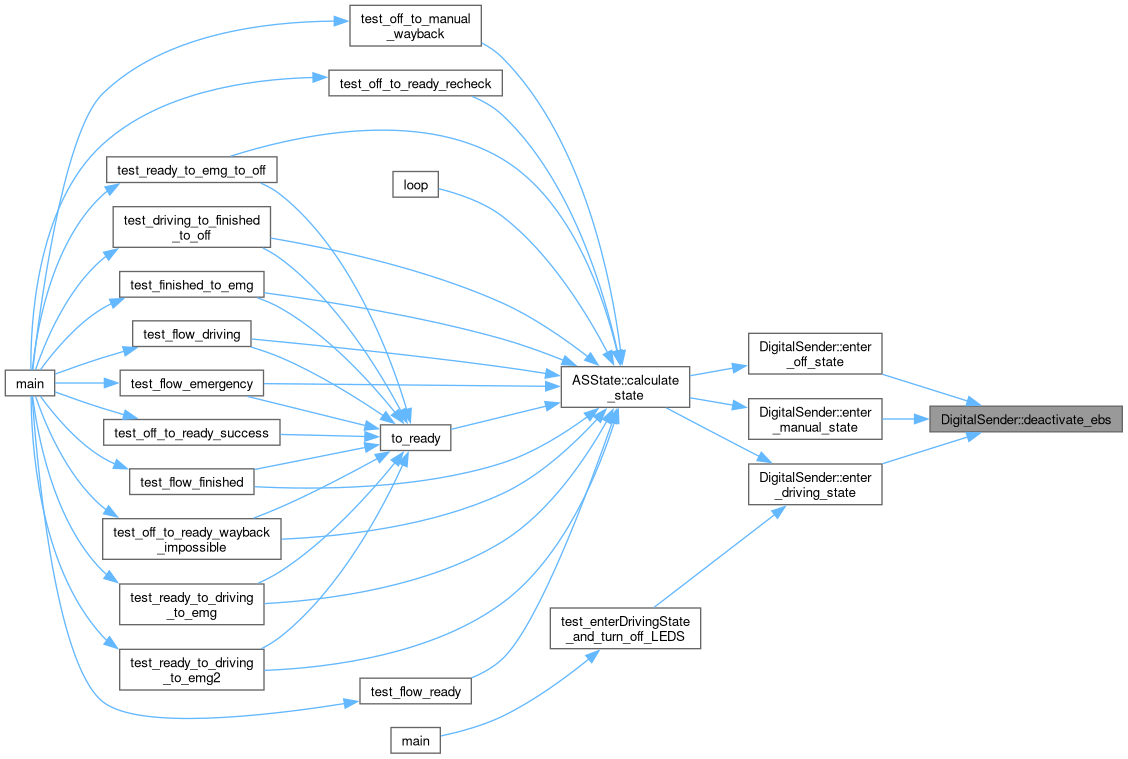 test_off_to_manual
_wayback
test_off_to_ready_recheck
test_ready_to_emg_to_off
loop
test_driving_to_finished
_to_off
test_finished_to_emg
test_flow_driving
main
test_flow_emergency
test_off_to_ready_success
to_ready
test_flow_finished
test_off_to_ready_wayback
_impossible
test_ready_to_driving
_to_emg
test_ready_to_driving
_to_emg2
test_flow_ready
main
ASState::calculate
_state
DigitalSender::enter
_off_state
DigitalSender::enter
_manual_state
DigitalSender::enter
_driving_state
test_enterDrivingState
_and_turn_off_LEDS
DigitalSender::deactivate_ebs